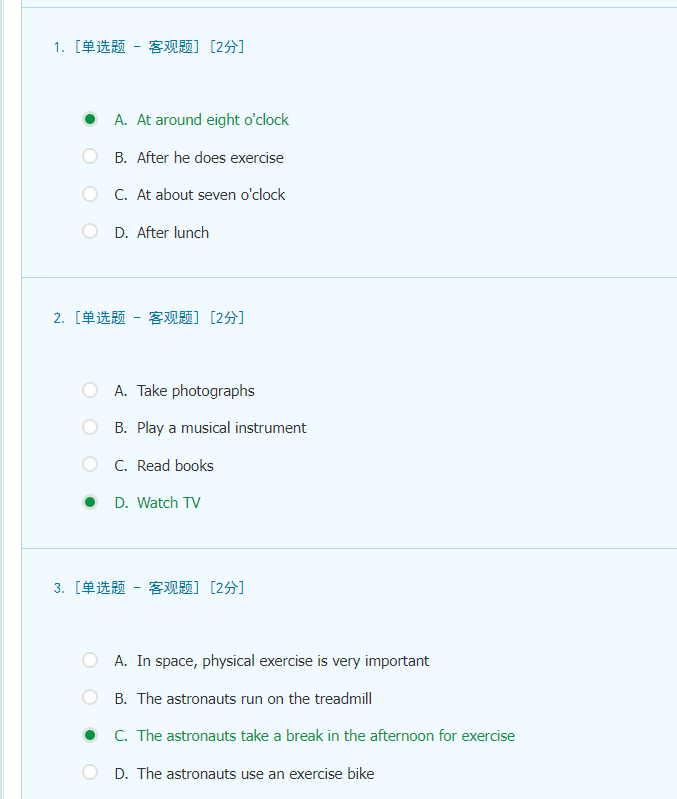 1. [单选题 - 客观题] [2分]
A. At around eight o'clock
B. After he does exercise
C. At about seven o'clock
D. After lunch
2. [单选题 - 客观题] [2分]
A. Take photographs
B. Play a musical instrument
C. Read books
D. Watch TV
3. [单选题 - 客观题] [2分]
A. In space, physical exercise is very important
B. The astronauts run on the treadmill
C. The astronauts take a break in the afternoon for exercise
D. The astronauts use an exercise bike